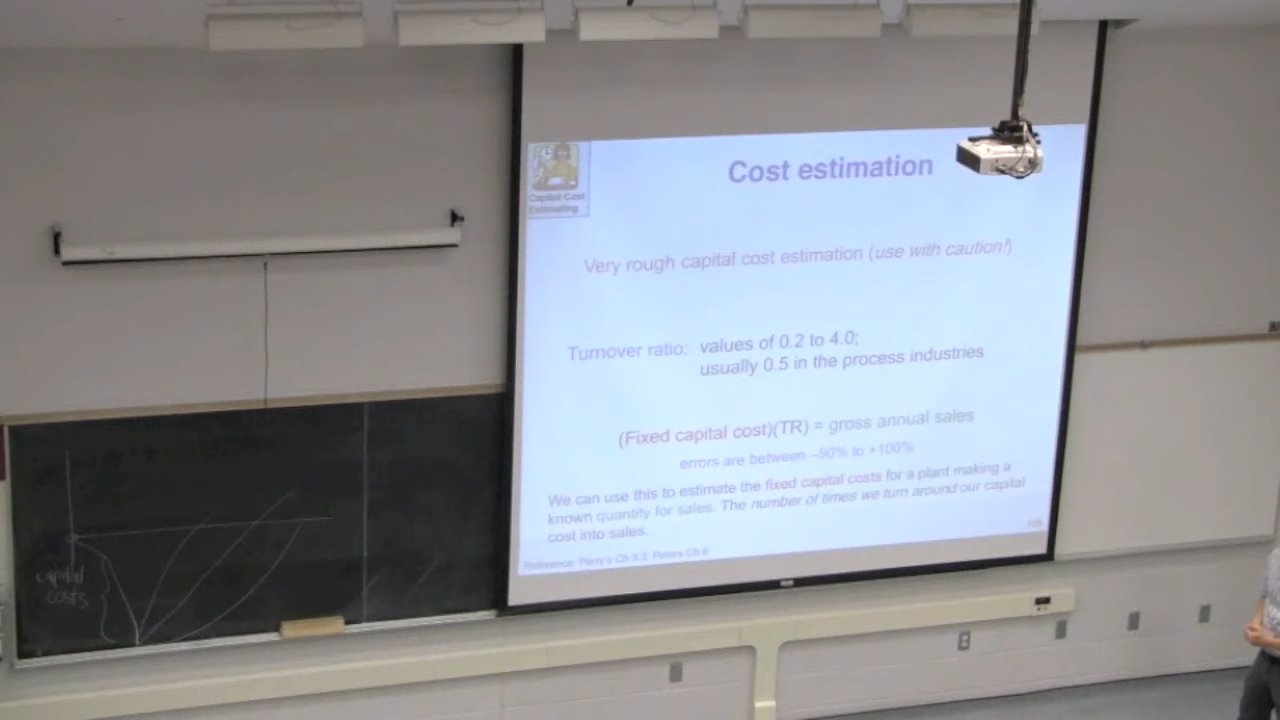 Cost estimation
Capital Cost
Estimating
Very rough capital cost estimation (use with caution!)
Turnover ratio: values of 0.2 to 4.0;
usually 0.5 in the process industries
(Fixed capital cost)(TR) = gross annual sales
errors are between –50% to +100%
We can use this to estimate the fixed capital costs for a plant making a
known quantity for sales. The number of times we turn around our capital
cost into sales.
Reference: Perry's Ch 9.3; Peters Ch 6
capital
costs